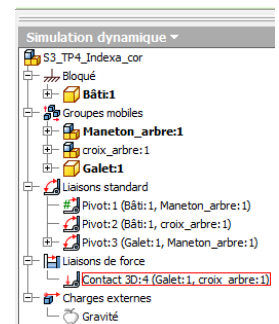 Simulation dynamique
S3_TP4_Indexa_cor
Bloqué
Bâti:1
Groupes mobiles
Maneton_arbre:1
croix_arbre:1
Galet:1
Liaisons standard
Pivot:1 (Bâti:1, Maneton_arbre:1)
Pivot:2 (Bâti:1, croix_arbre:1)
Pivot:3 (Galet:1, Maneton_arbre:1)
Liaisons de force
Contact 3D:4 (Galet:1, croix_arbre:1)
Charges externes
Gravité